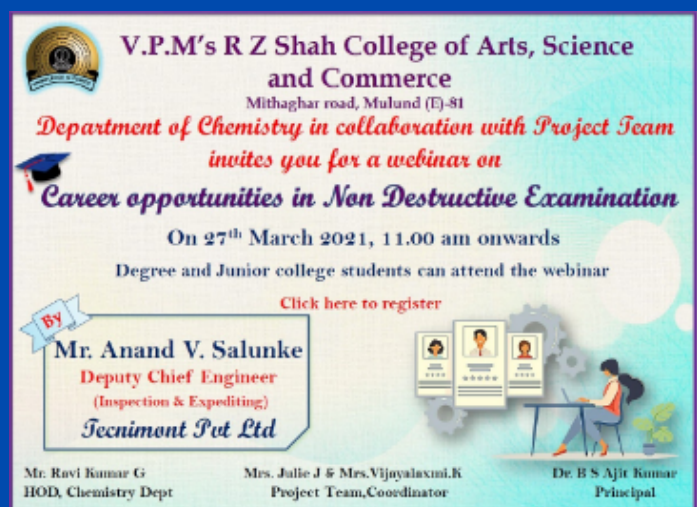 V.P.M's R Z Shah College of Arts, Science
and Commerce
Mithaghar road, Mulund (E)-81
Department of Chemistry in collaboration with Project Team
invites you for a webinar on
Career opportunities in Non Destructive Examination
On 27th March 2021, 11.00 am onwards
Degree and Junior college students can attend the webinar
Click here to register
By
Mr. Anand V. Salunke
Deputy Chief Engineer
(Inspection & Expediting)
Tecnimont Pvt Ltd
Mr. Ravi Kumar G
HOD, Chemistry Dept
Mrs. Julie J & Mrs.Vijayalaxmi.K
Project Team,Coordinator
Dr. B S Ajit Kumar
Principal